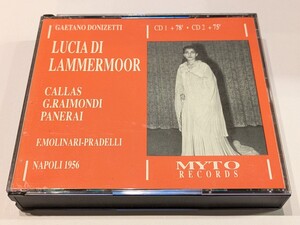 GAETANO DONIZETTI
CD 1 + 78' - CD 2 + 78'
LUCIA DI
LAMMERMOOR
CALLAS
G.RAIMONDI
PANERAI
F.MOLINARI-PRADELLI
NAPOLI 1956
MYTO
RECORDS